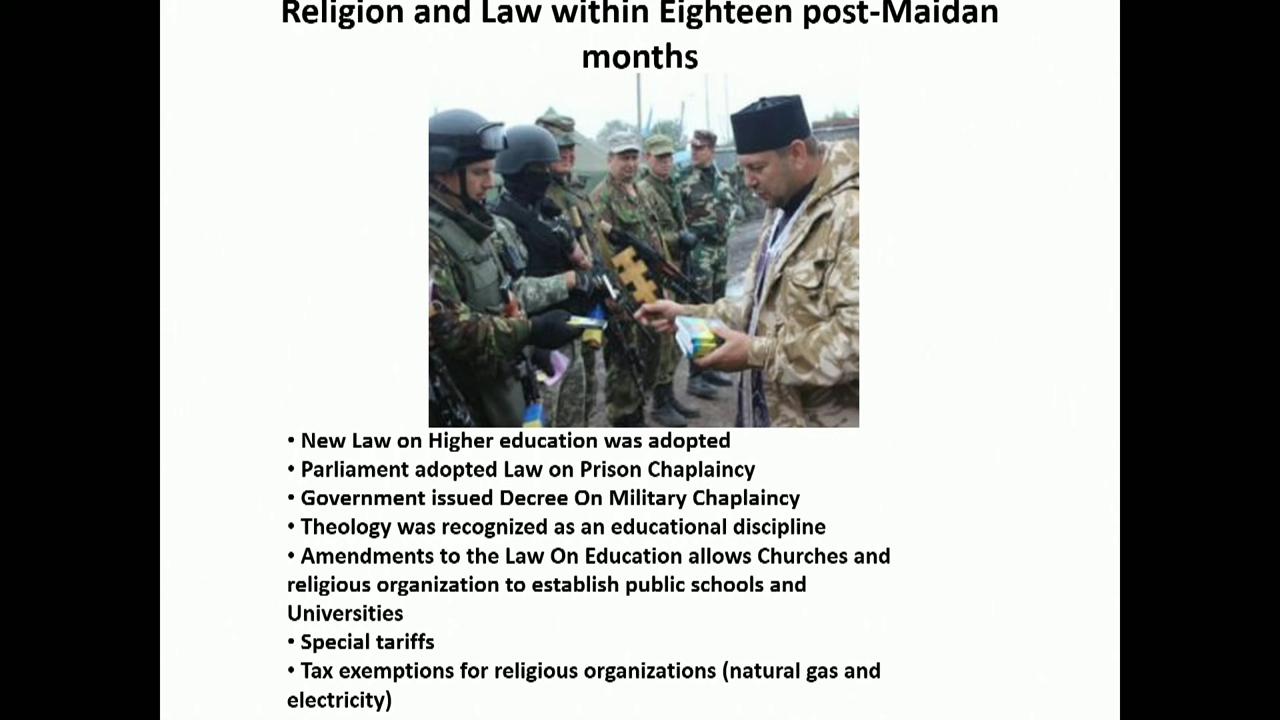 Religion and Law within Eighteen post-Maidan
months
• New Law on Higher education was adopted
• Parliament adopted Law on Prison Chaplaincy
• Government issued Decree On Military Chaplaincy
• Theology was recognized as an educational discipline
• Amendments to the Law On Education allows Churches and
religious organization to establish public schools and
Universities
• Special tariffs
• Tax exemptions for religious organizations (natural gas and
electricity)